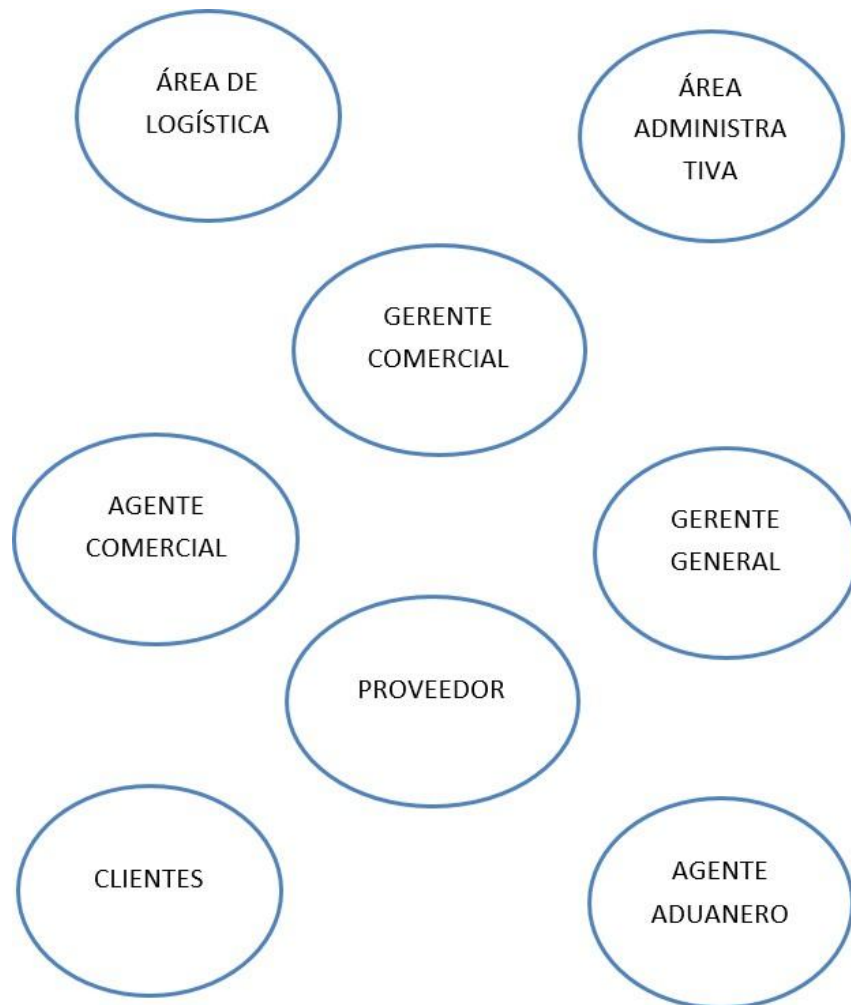 ÁREA DE
LOGÍSTICA
ÁREA
ADMINISTRA
TIVA
GERENTE
COMERCIAL
AGENTE
COMERCIAL
GERENTE
GENERAL
PROVEEDOR
CLIENTES
AGENTE
ADUANERO